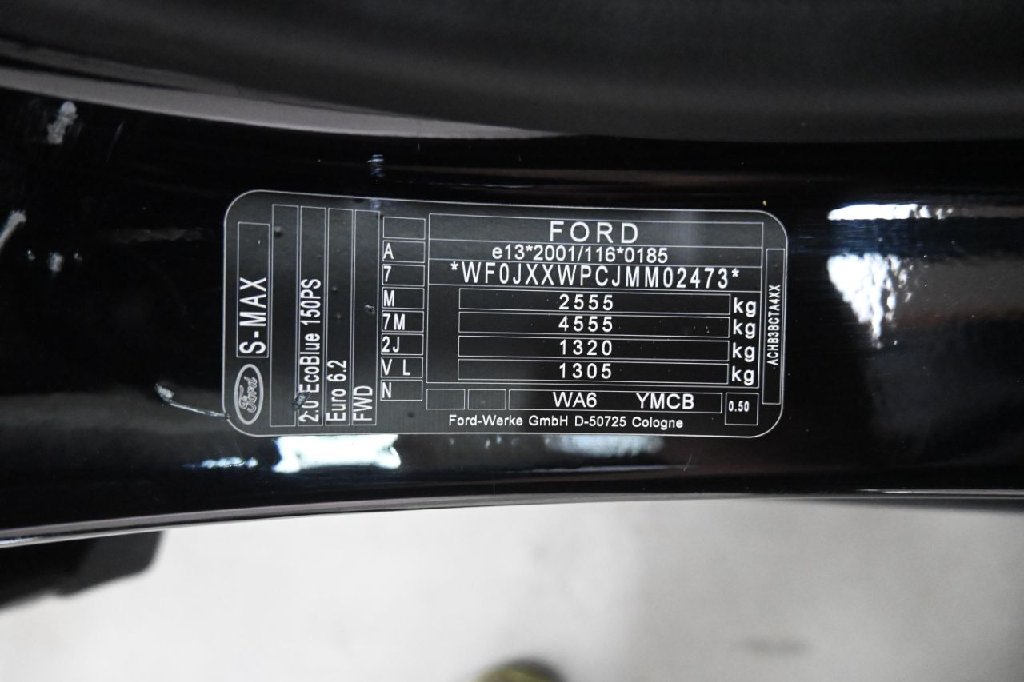 FORD
e13*2001/116*0185
*WF0JXXWPCJMM02473*
2555 kg
4555 kg
1320 kg
1305 kg
WA6 YMCB
0.50
Ford-Werke GmbH D-50725 Cologne
A
7
M
7M
2J
V L
N
Ford
S-MAX
2.0 EcoBlue 150PS
Euro 6.2
FWD
ACHB3BCTA4XX